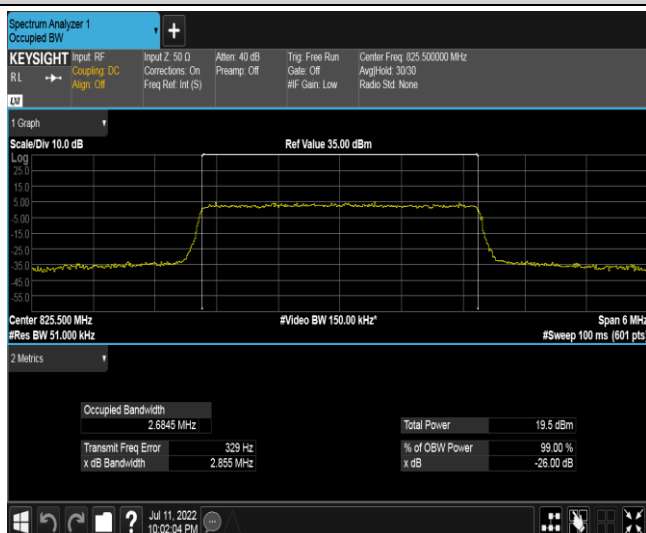 Spectrum Analyzer 1
Occupied BW
+
KEYSIGHT
R L
LXI
Input: RF
Coupling: DC
Align: Off
Input Z: 50 Ω
Corrections: On
Freq Ref: Int (S)
Atten: 40 dB
Preamp: Off
Trig: Free Run
Gate: Off
#IF Gain: Low
Center Freq: 825.500000 MHz
Avg|Hold: 30/30
Radio Std: None
1 Graph
Scale/Div 10.0 dB
Ref Value 35.00 dBm
Log
25.0
15.0
5.00
-5.00
-15.0
-25.0
-35.0
-45.0
-55.0
Center 825.500 MHz
#Video BW 150.00 kHz*
Span 6 MHz
#Res BW 51.000 kHz
#Sweep 100 ms (601 pts)
2 Metrics
Occupied Bandwidth
2.6845 MHz
Total Power 19.5 dBm
Transmit Freq Error 329 Hz
% of OBW Power 99.00 %
x dB Bandwidth 2.855 MHz
x dB -26.00 dB
?
Jul 11, 2022
10:02:04 PM